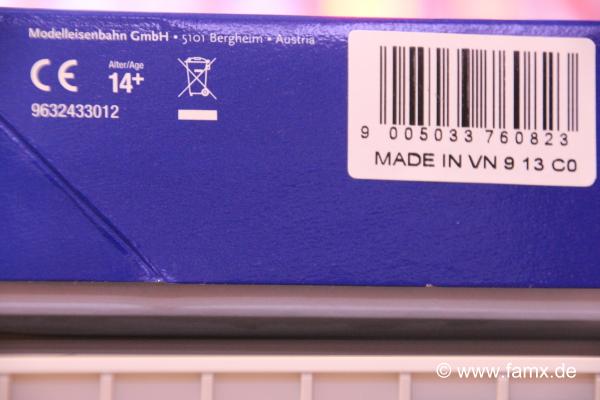 Modelleisenbahn GmbH • 5101 Bergheim • Austria
CE
Alter/Age
14+
9632433012
9 005033 760823
MADE IN VN 9 13 C0
© www.famx.de